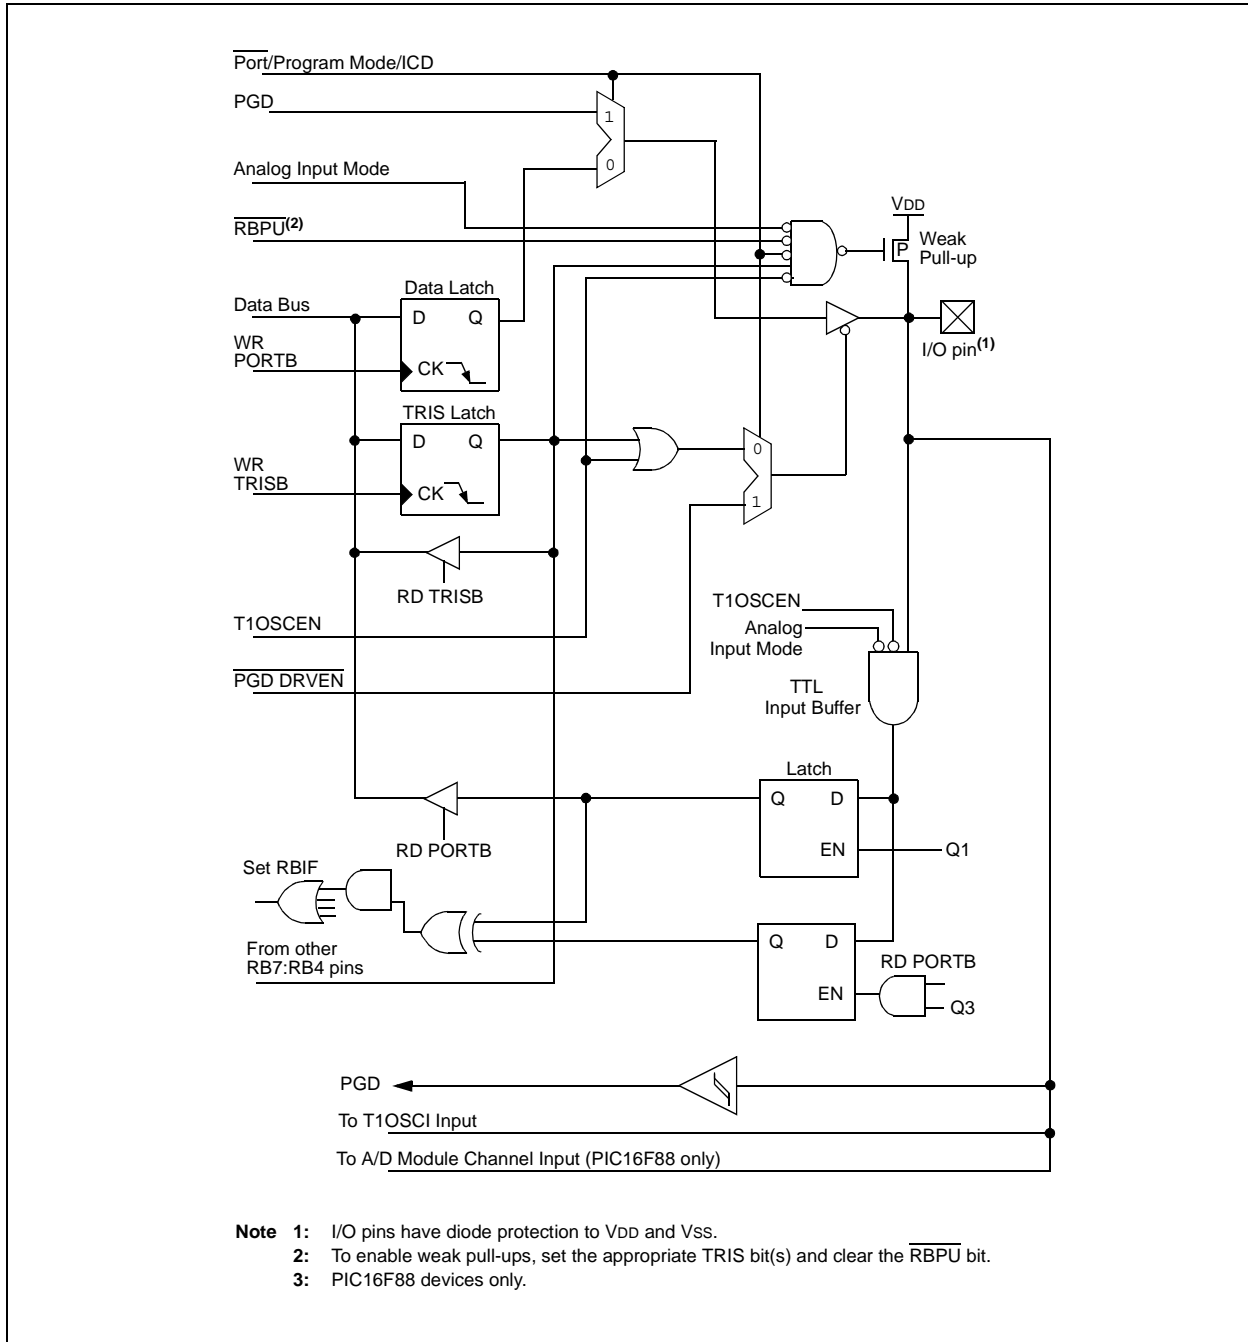 Port/Program Mode/ICD
PGD
1
0
Analog Input Mode
RBPU(2)
VDD
P
Weak
Pull-up
Data Bus
WR
PORTB
Data Latch
D
Q
CK
I/O pin(1)
WR
TRISB
TRIS Latch
D
Q
CK
0
1
RD TRISB
T1OSCEN
PGD DRVEN
T1OSCEN
Analog
Input Mode
TTL
Input Buffer
Latch
Q
D
EN
Q1
RD PORTB
Set RBIF
From other
RB7:RB4 pins
Q
D
EN
RD PORTB
Q3
PGD
To T1OSCI Input
To A/D Module Channel Input (PIC16F88 only)
Note 1: I/O pins have diode protection to VDD and VSS.
2: To enable weak pull-ups, set the appropriate TRIS bit(s) and clear the RBPU bit.
3: PIC16F88 devices only.